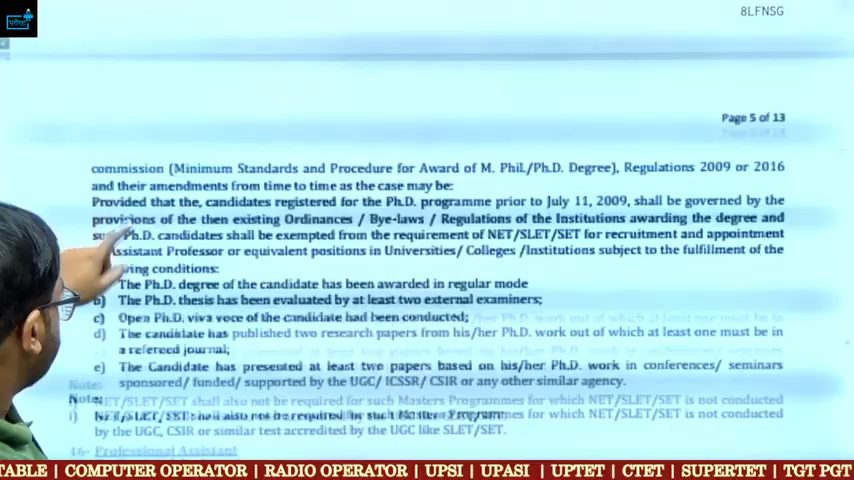 परीक्षा
8LFNSG
Page 5 of 13
commission (Minimum Standards and Procedure for Award of M. Phil./Ph.D. Degree), Regulations 2009 or 2016
and their amendments from time to time as the case may be:
Provided that the, candidates registered for the Ph.D. programme prior to July 11, 2009, shall be governed by the
provisions of the then existing Ordinances / Bye-laws / Regulations of the Institutions awarding the degree and
Ph.D. candidates shall be exempted from the requirement of NET/SLET/SET for recruitment and appointment
Assistant Professor or equivalent positions in Universities/ Colleges /Institutions subject to the fulfillment of the
conditions:
The Ph.D. degree of the candidate has been awarded in regular mode
b) The Ph.D. thesis has been evaluated by at least two external examiners;
c) Open Ph.D. viva voce of the candidate had been conducted;
d) The candidate has published two research papers from his/her Ph.D. work out of which at least one must be in
a refereed journal;
e) The Candidate has presented at least two papers based on his/her Ph.D. work in conferences/ seminars
sponsored/ funded/ supported by the UGC/ ICSSR/ CSIR or any other similar agency.
Note:
i) NET/SLET/SET shall also not be required for such Masters Programmes for which NET/SLET/SET is not conducted
by the UGC, CSIR or similar test accredited by the UGC like SLET/SET.
Professional Assistant
TABLE | COMPUTER OPERATOR | RADIO OPERATOR | UPSI | UPASI | UPTET | CTET | SUPERTET | TGT PGT